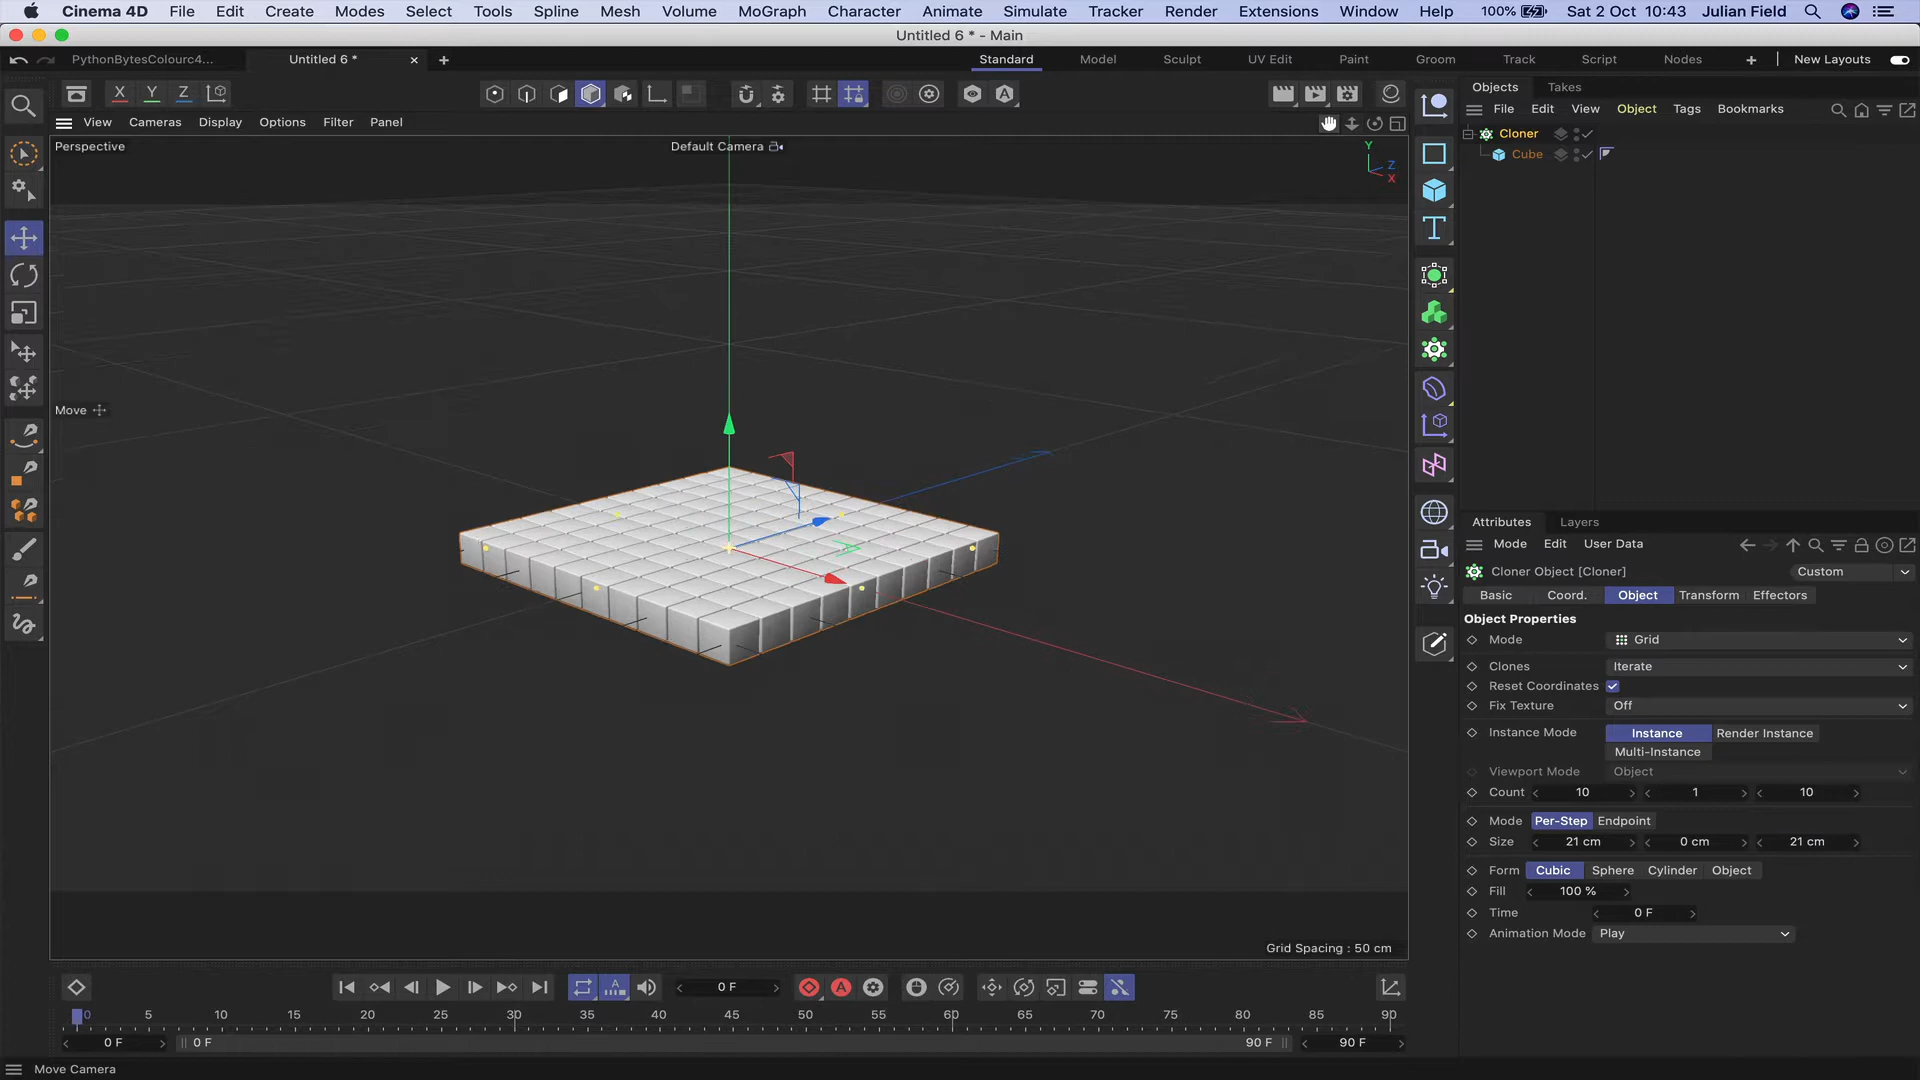 Cinema 4D File Edit Create Modes Select Tools Spline Mesh Volume MoGraph Character Animate Simulate Tracker Render Extensions Window Help 100% Sat 2 Oct 10:43 Julian Field
Untitled 6 * - Main
PythonBytesColourc4... Untitled 6 * Standard Model Sculpt UV Edit Paint Groom Track Script Nodes New Layouts
X Y Z
View Cameras Display Options Filter Panel
Perspective
Default Camera
Y
Z
X
Move
Grid Spacing : 50 cm
Objects Takes
File Edit View Object Tags Bookmarks
Cloner
Cube
Attributes Layers
Mode Edit User Data
Cloner Object [Cloner] Custom
Basic Coord. Object Transform Effectors
Object Properties
Mode Grid
Clones Iterate
Reset Coordinates
Fix Texture Off
Instance Mode Instance Render Instance
Multi-Instance
Viewport Mode Object
Count 10 1 10
Mode Per-Step Endpoint
Size 21 cm 0 cm 21 cm
Form Cubic Sphere Cylinder Object
Fill 100 %
Time 0 F
Animation Mode Play
0 F
0 5 10 15 20 25 30 35 40 45 50 55 60 65 70 75 80 85 90
0 F 0 F 90 F 90 F
Move Camera